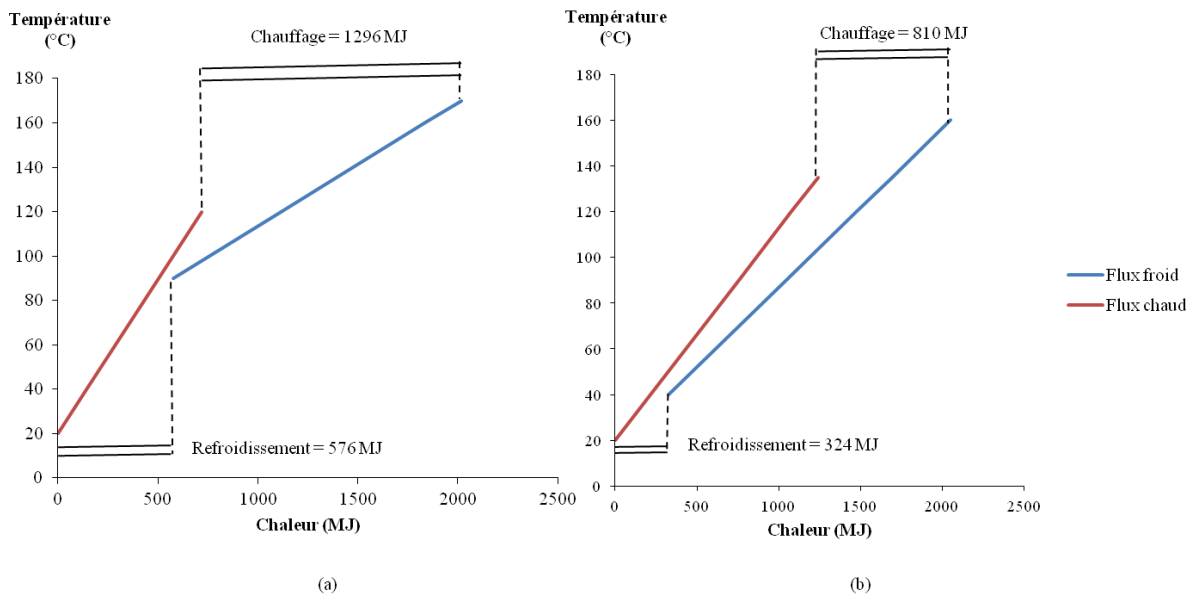 Température
(°C)
Chauffage = 1296 MJ
180
160
140
120
100
80
60
40
20
0
Refroidissement = 576 MJ
0 500 1000 1500 2000 2500
Chaleur (MJ)
(a)
Température
(°C)
Chauffage = 810 MJ
180
160
140
120
100
80
60
40
20
0
Refroidissement = 324 MJ
0 500 1000 1500 2000 2500
Chaleur (MJ)
(b)
Flux froid
Flux chaud